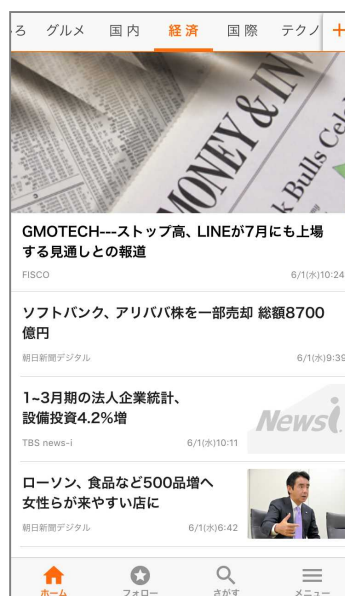 ろ グルメ 国内 経済 国際 テクノ +
MONEY & IN
Bulls Cel
GMOTECH---ストップ高、LINEが7月にも上場
する見通しとの報道
FISCO 6/1(水)10:24
ソフトバンク、アリババ株を一部売却 総額8700
億円
朝日新聞デジタル 6/1(水)9:39
1~3月期の法人企業統計、
設備投資4.2%増
TBS news-i 6/1(水)10:11
News i
ローソン、食品など500品増へ
女性らが来やすい店に
朝日新聞デジタル 6/1(水)6:42
ホーム フォロー さがす メニュー